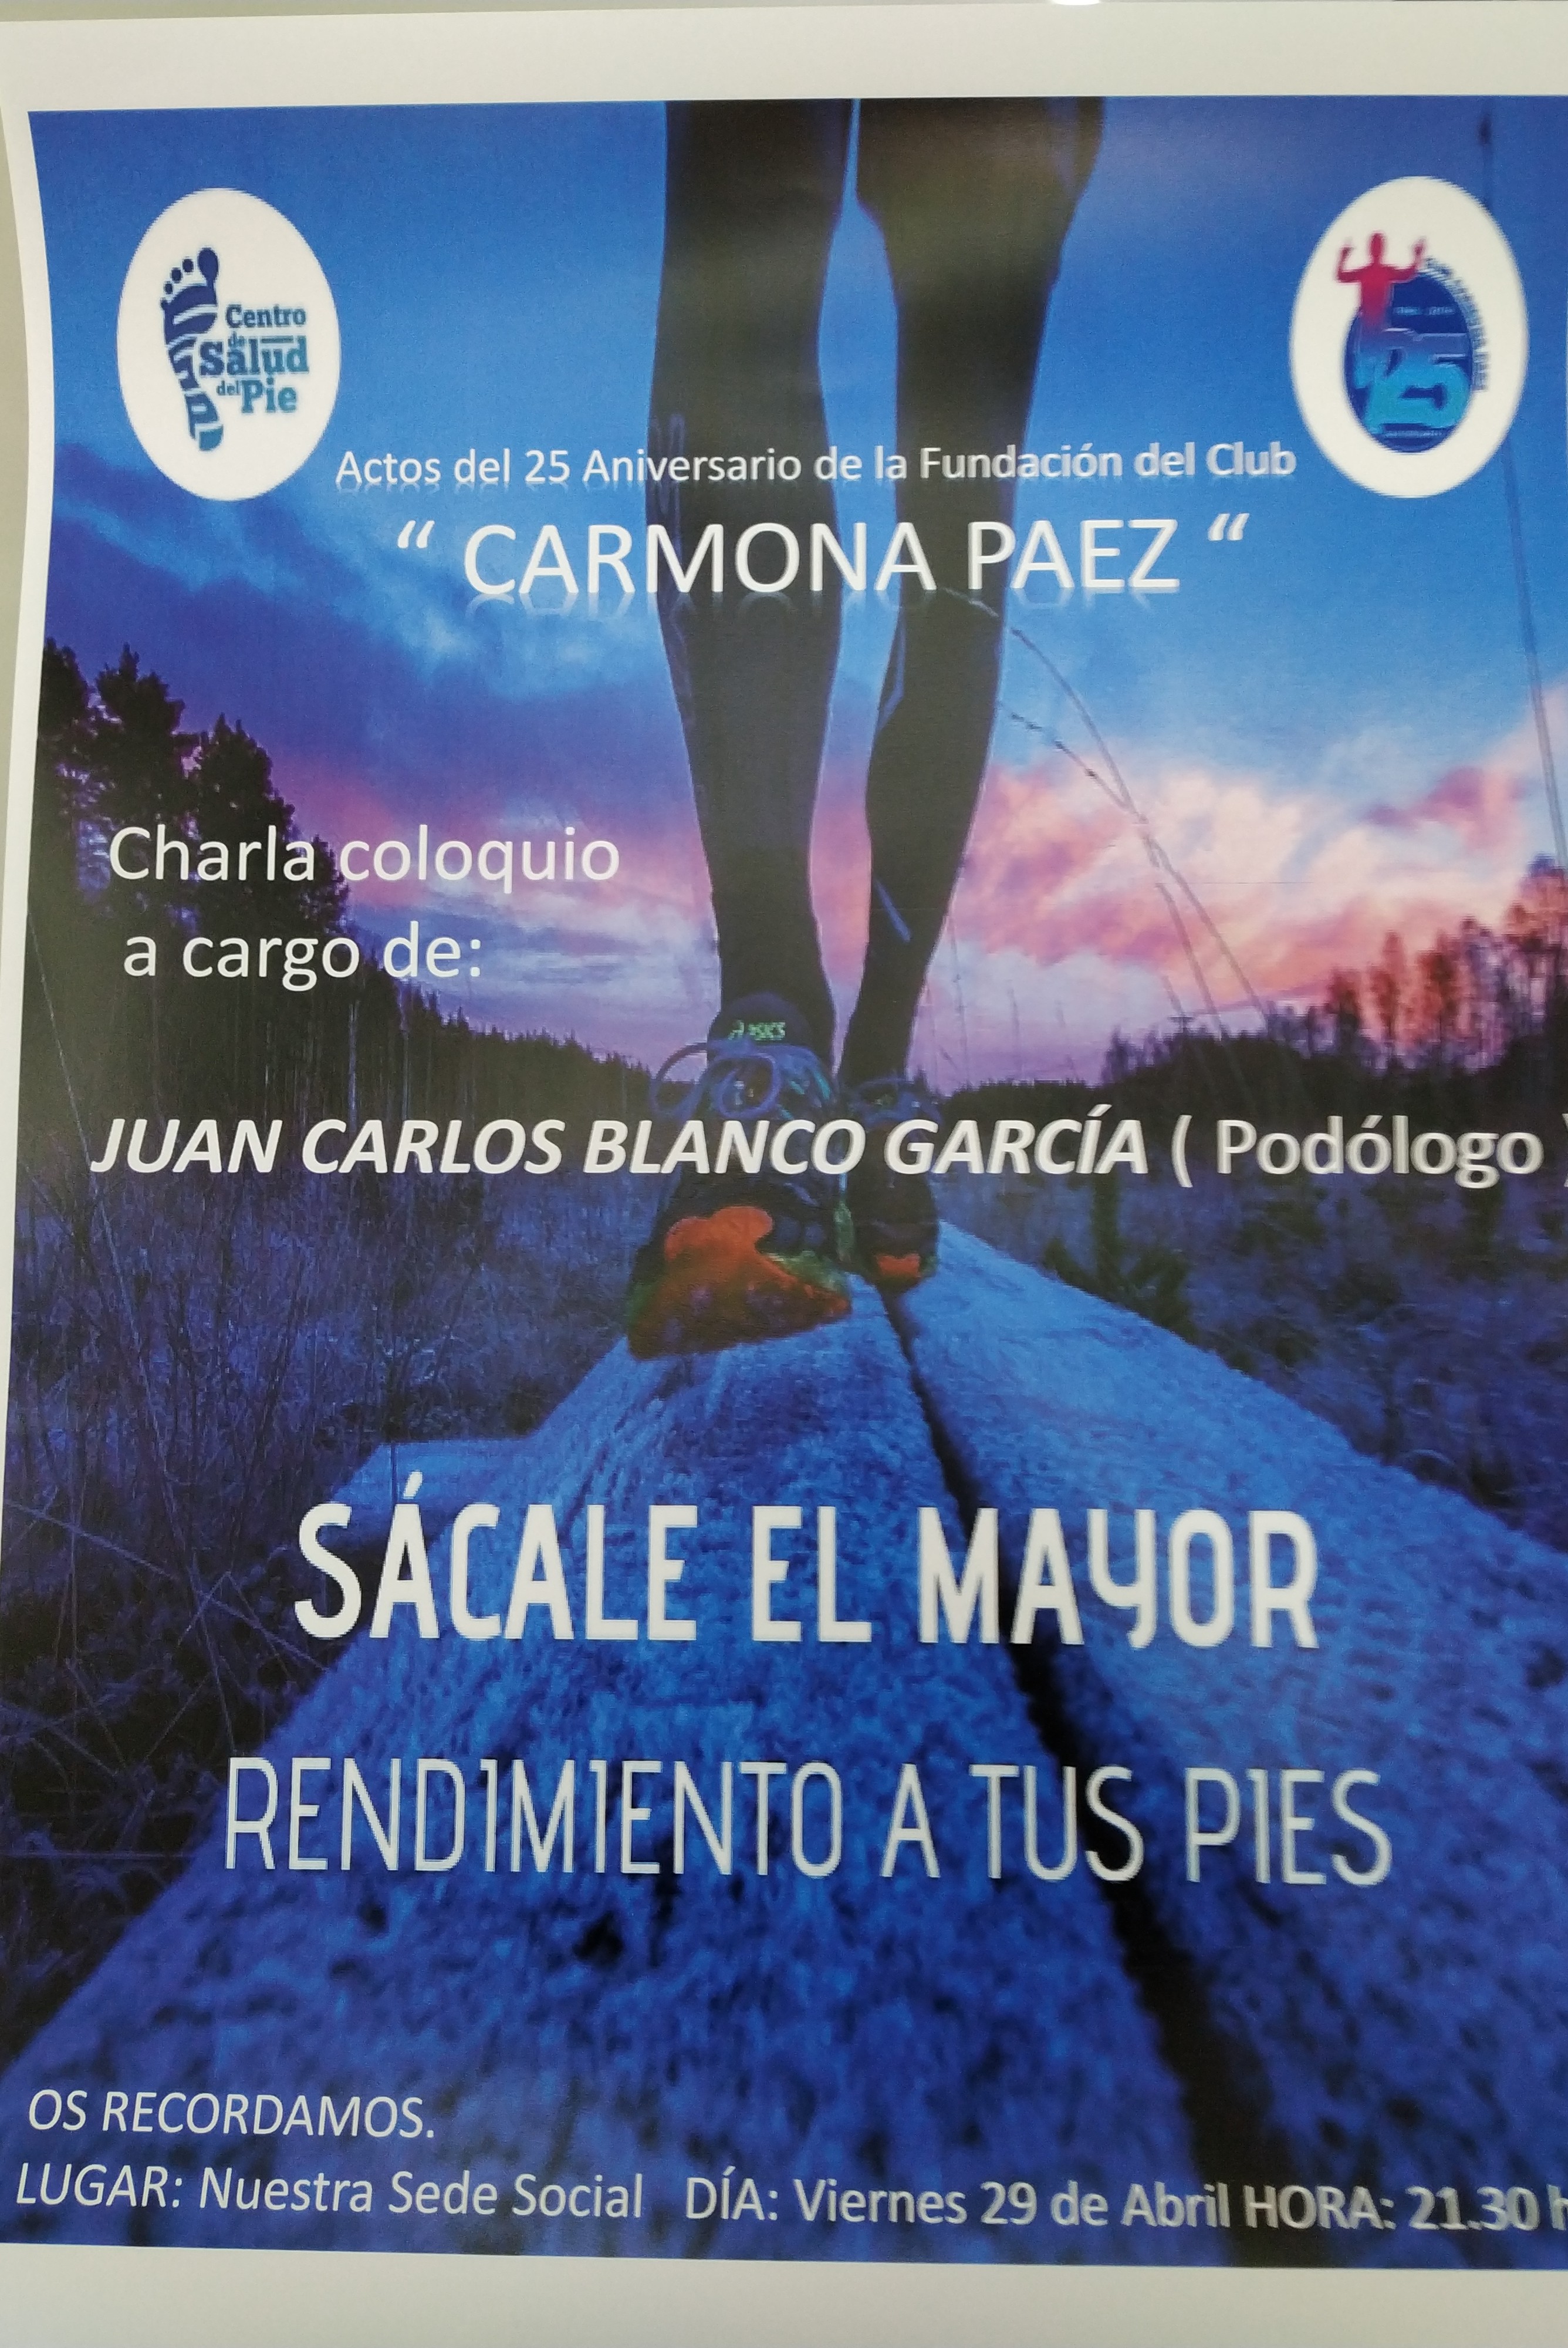 Centro
de
Salud
del Pie
25
Actos del 25 Aniversario de la Fundación del Club
“ CARMONA PAEZ “
Charla coloquio
a cargo de:
ASICS
JUAN CARLOS BLANCO GARCÍA ( Podólogo )
SÁCALE EL MAYOR
RENDIMIENTO A TUS PIES
OS RECORDAMOS.
LUGAR: Nuestra Sede Social DÍA: Viernes 29 de Abril HORA: 21.30 h